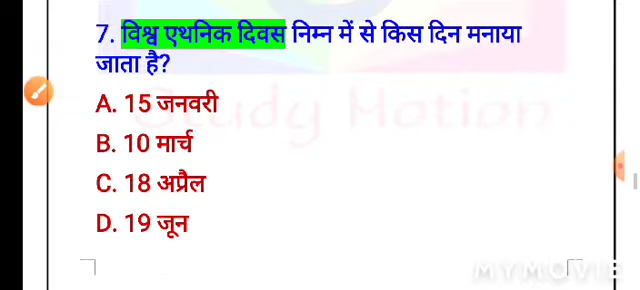 7. विश्व एथनिक दिवस निम्न में से किस दिन मनाया
जाता है?
A. 15 जनवरी
Study Motion
B. 10 मार्च
C. 18 अप्रैल
D. 19 जून
MYMOVIE